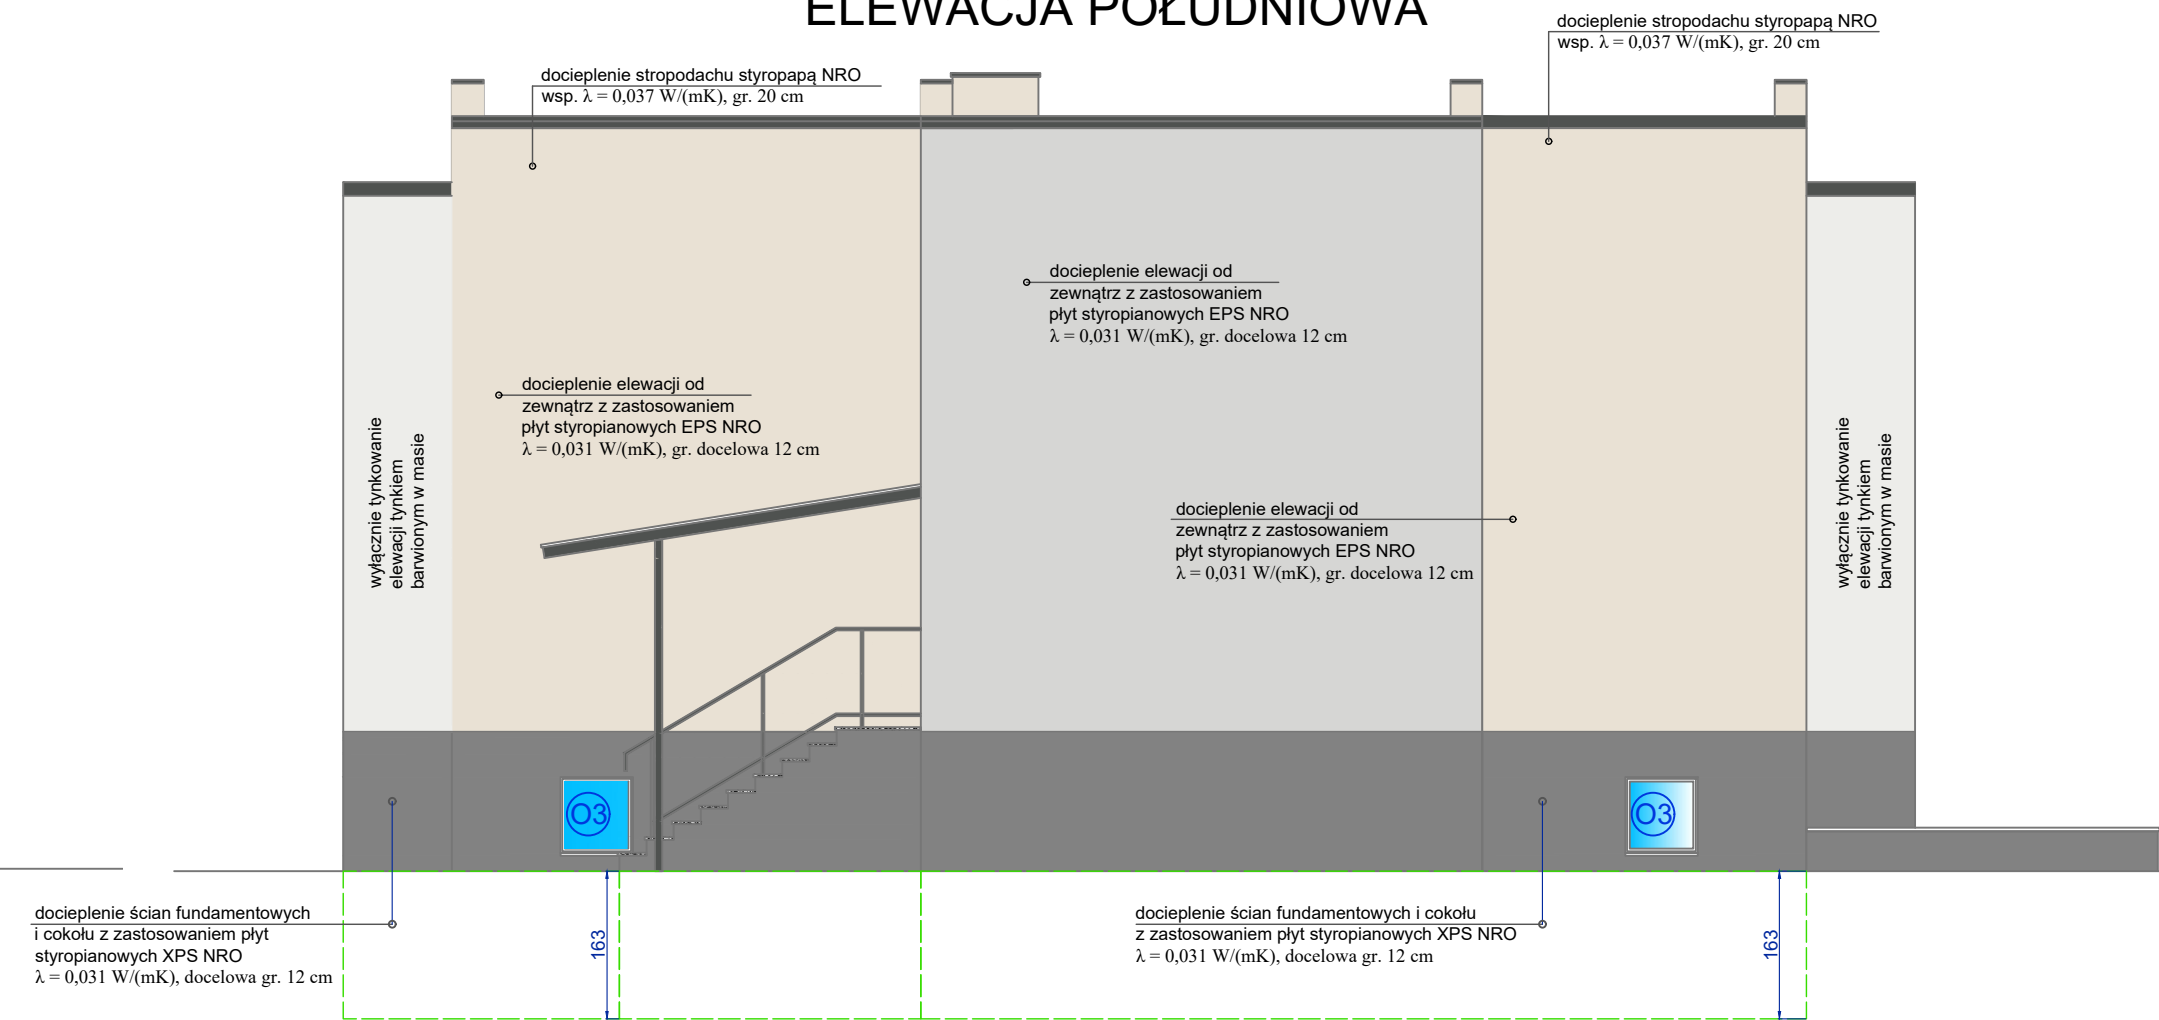 ELEWACJA POŁUDNIOWA
docieplenie stropodachu styropapą NRO
wsp. λ = 0,037 W/(mK), gr. 20 cm
docieplenie stropodachu styropapą NRO
wsp. λ = 0,037 W/(mK), gr. 20 cm
docieplenie elewacji od
zewnątrz z zastosowaniem
płyt styropianowych EPS NRO
λ = 0,031 W/(mK), gr. docelowa 12 cm
docieplenie elewacji od
zewnątrz z zastosowaniem
płyt styropianowych EPS NRO
λ = 0,031 W/(mK), gr. docelowa 12 cm
wyłącznie tynkowanie
elewacji tynkiem
barwionym w masie
docieplenie elewacji od
zewnątrz z zastosowaniem
płyt styropianowych EPS NRO
λ = 0,031 W/(mK), gr. docelowa 12 cm
wyłącznie tynkowanie
elewacji tynkiem
barwionym w masie
O3
O3
docieplenie ścian fundamentowych
i cokołu z zastosowaniem płyt
styropianowych XPS NRO
λ = 0,031 W/(mK), docelowa gr. 12 cm
163
docieplenie ścian fundamentowych i cokołu
z zastosowaniem płyt styropianowych XPS NRO
λ = 0,031 W/(mK), docelowa gr. 12 cm
163